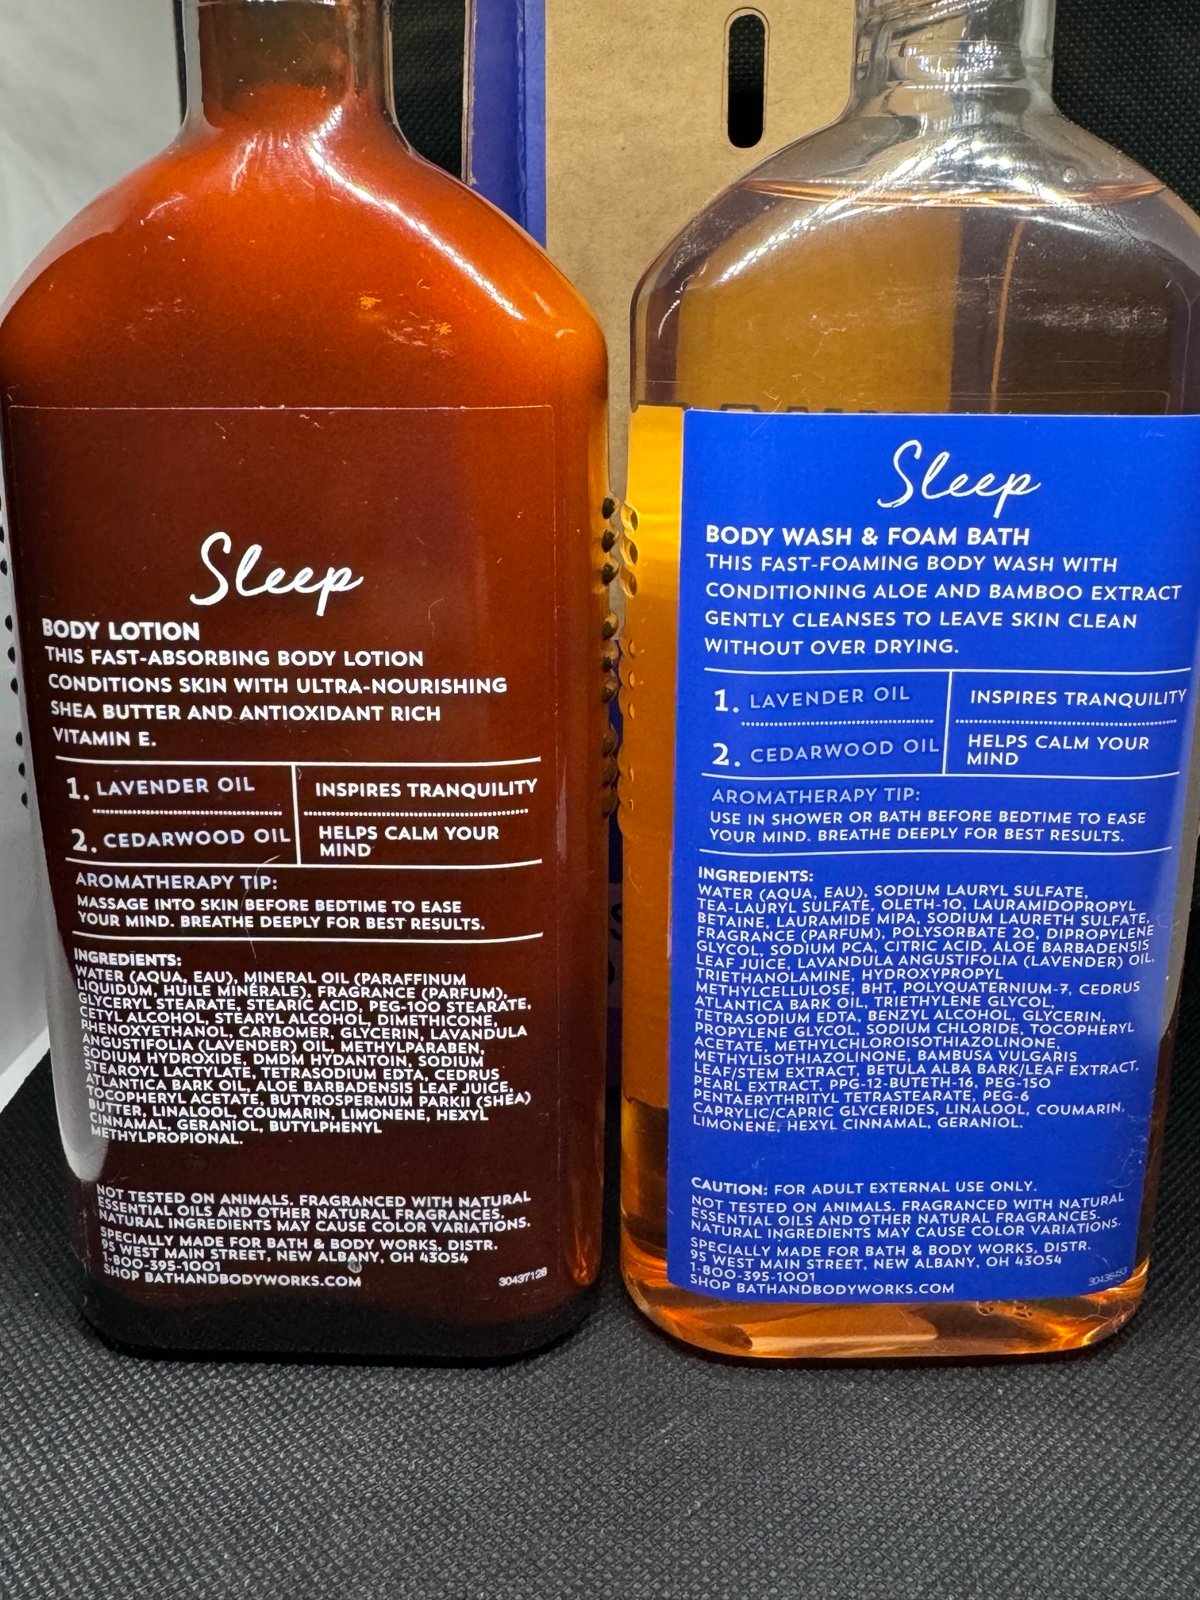 Sleep
BODY LOTION
THIS FAST-ABSORBING BODY LOTION
CONDITIONS SKIN WITH ULTRA-NOURISHING
SHEA BUTTER AND ANTIOXIDANT RICH
VITAMIN E.
1. LAVENDER OIL
INSPIRES TRANQUILITY
2. CEDARWOOD OIL
HELPS CALM YOUR
MIND
AROMATHERAPY TIP:
MASSAGE INTO SKIN BEFORE BEDTIME TO EASE
YOUR MIND. BREATHE DEEPLY FOR BEST RESULTS.
INGREDIENTS:
WATER (AQUA, EAU), MINERAL OIL (PARAFFINUM
LIQUIDUM, HUILE MINÉRALE), FRAGRANCE (PARFUM),
GLYCERYL STEARATE, STEARIC ACID, PEG-100 STEARATE,
CETYL ALCOHOL, STEARYL ALCOHOL, DIMETHICONE,
PHENOXYETHANOL, CARBOMER, GLYCERIN, LAVANDULA
ANGUSTIFOLIA (LAVENDER) OIL, METHYLPARABEN,
SODIUM HYDROXIDE, DMDM HYDANTOIN, SODIUM
STEAROYL LACTYLATE, TETRASODIUM EDTA, CEDRUS
ATLANTICA BARK OIL, ALOE BARBADENSIS LEAF JUICE,
TOCOPHERYL ACETATE, BUTYROSPERMUM PARKII (SHEA)
BUTTER, LINALOOL, COUMARIN, LIMONENE, HEXYL
CINNAMAL, GERANIOL, BUTYLPHENYL
METHYLPROPIONAL.
NOT TESTED ON ANIMALS. FRAGRANCED WITH NATURAL
ESSENTIAL OILS AND OTHER NATURAL FRAGRANCES.
NATURAL INGREDIENTS MAY CAUSE COLOR VARIATIONS.
SPECIALLY MADE FOR BATH & BODY WORKS, DISTR.
95 WEST MAIN STREET, NEW ALBANY, OH 43054
1-800-395-1001
SHOP BATHANDBODYWORKS.COM
30437128
Sleep
BODY WASH & FOAM BATH
THIS FAST-FOAMING BODY WASH WITH
CONDITIONING ALOE AND BAMBOO EXTRACT
GENTLY CLEANSES TO LEAVE SKIN CLEAN
WITHOUT OVER DRYING.
1. LAVENDER OIL
INSPIRES TRANQUILITY
2. CEDARWOOD OIL
HELPS CALM YOUR
MIND
AROMATHERAPY TIP:
USE IN SHOWER OR BATH BEFORE BEDTIME TO EASE
YOUR MIND. BREATHE DEEPLY FOR BEST RESULTS.
INGREDIENTS:
WATER (AQUA, EAU), SODIUM LAURYL SULFATE,
TEA-LAURYL SULFATE, OLETH-10, LAURAMIDOPROPYL
BETAINE, LAURAMIDE MIPA, SODIUM LAURETH SULFATE,
FRAGRANCE (PARFUM), POLYSORBATE 20, DIPROPYLENE
GLYCOL, SODIUM PCA, CITRIC ACID, ALOE BARBADENSIS
LEAF JUICE, LAVANDULA ANGUSTIFOLIA (LAVENDER) OIL,
TRIETHANOLAMINE, HYDROXYPROPYL
METHYLCELLULOSE, BHT, POLYQUATERNIUM-7, CEDRUS
ATLANTICA BARK OIL, TRIETHYLENE GLYCOL,
TETRASODIUM EDTA, BENZYL ALCOHOL, GLYCERIN,
PROPYLENE GLYCOL, SODIUM CHLORIDE, TOCOPHERYL
ACETATE, METHYLCHLOROISOTHIAZOLINONE,
METHYLISOTHIAZOLINONE, BAMBUSA VULGARIS
LEAF/STEM EXTRACT, BETULA ALBA BARK/LEAF EXTRACT,
PEARL EXTRACT, PPG-12-BUTETH-16, PEG-150
PENTAERYTHRITYL TETRASTEARATE, PEG-6
CAPRYLIC/CAPRIC GLYCERIDES, LINALOOL, COUMARIN,
LIMONENE, HEXYL CINNAMAL, GERANIOL.
CAUTION: FOR ADULT EXTERNAL USE ONLY.
NOT TESTED ON ANIMALS. FRAGRANCED WITH NATURAL
ESSENTIAL OILS AND OTHER NATURAL FRAGRANCES.
NATURAL INGREDIENTS MAY CAUSE COLOR VARIATIONS.
SPECIALLY MADE FOR BATH & BODY WORKS, DISTR.
95 WEST MAIN STREET, NEW ALBANY, OH 43054
1-800-395-1001
SHOP BATHANDBODYWORKS.COM